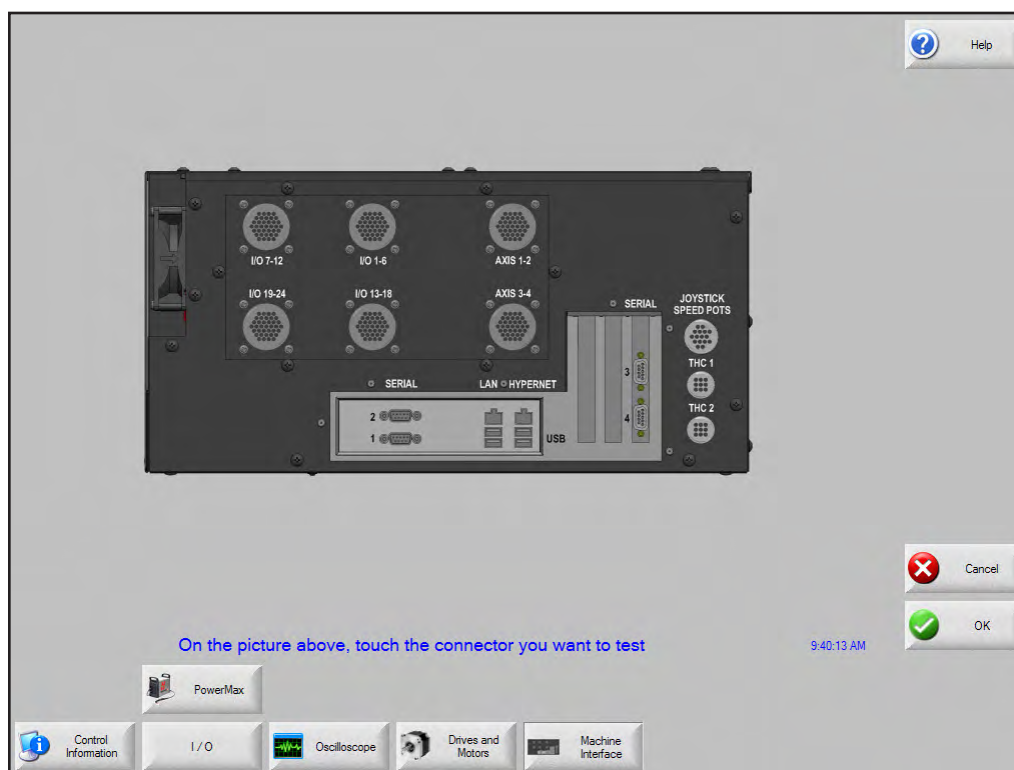 Help
I/O 7-12
I/O 1-6
AXIS 1-2
I/O 19-24
I/O 13-18
AXIS 3-4
SERIAL
JOYSTICK
SPEED POTS
3
THC 1
SERIAL
LAN
HYPERNET
2
4
THC 2
1
USB
Cancel
OK
On the picture above, touch the connector you want to test
9:40:13 AM
PowerMax
Control
Information
I / O
Oscilloscope
Drives and
Motors
Machine
Interface